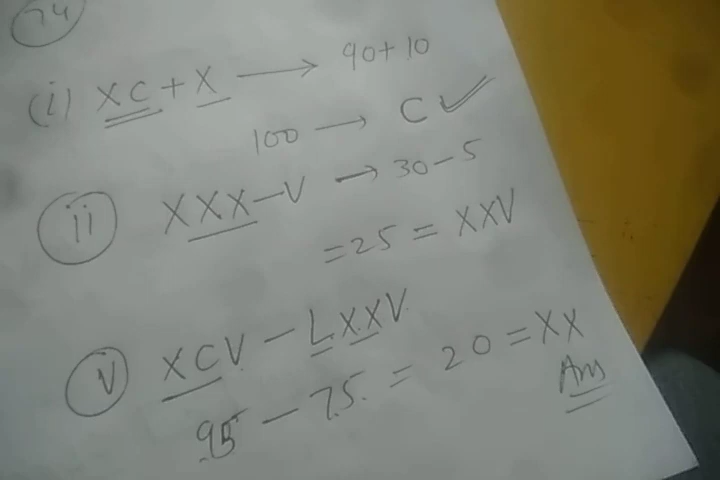 74
(i) XC + X → 90+10
100 → C ✓
ii XXX-V → 30-5
=25 = XXV
V XCV - LXXV
95 - 75 = 20 = XX
Ans